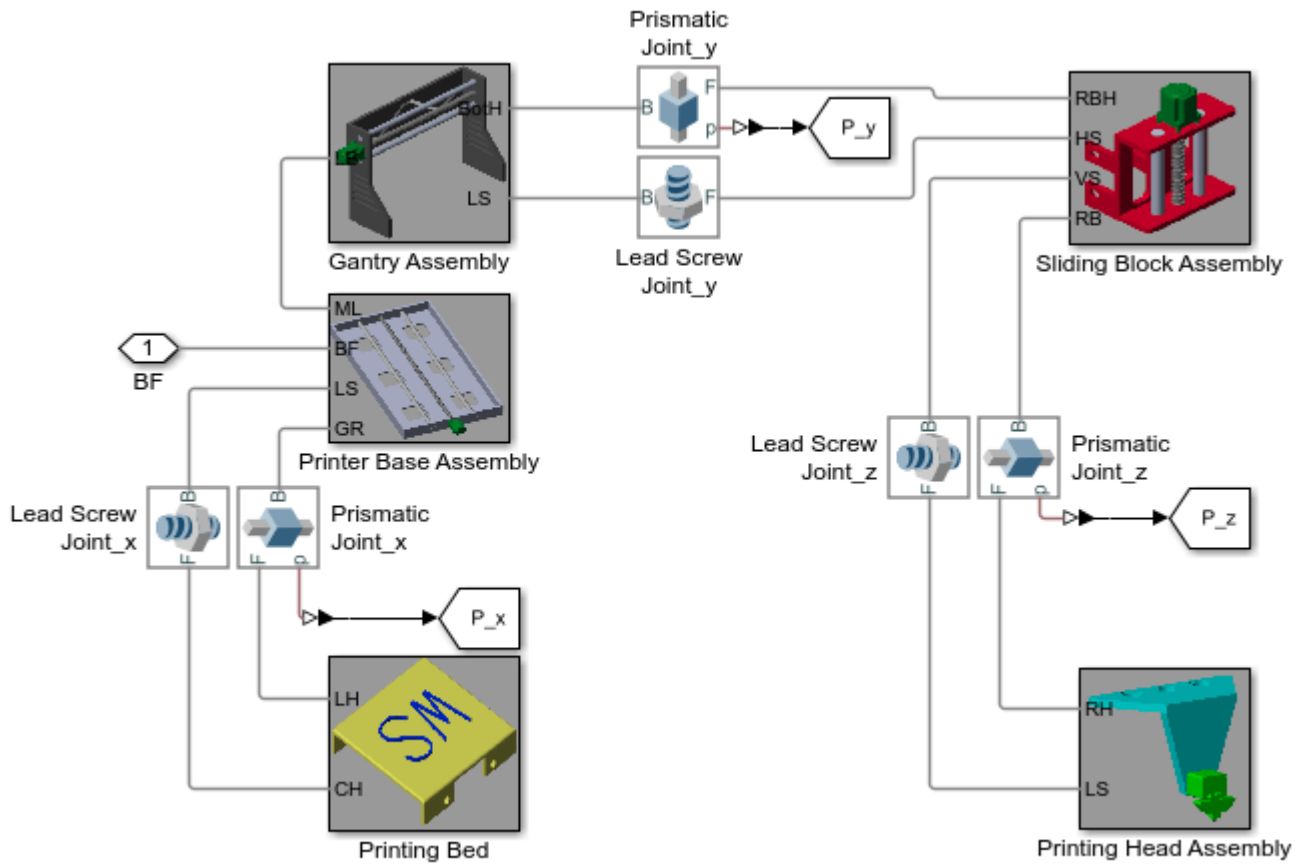 Prismatic
Joint_y
BotH
B
F
p
P_y
RBH
HS
VS
RB
LB
LS
B
F
Gantry Assembly
Lead Screw
Joint_y
Sliding Block Assembly
ML
1
BF
BF
LS
GR
Printer Base Assembly
Lead Screw
Joint_z
B
F
B
F
p
Prismatic
Joint_z
Lead Screw
Joint_x
B
F
B
F
p
Prismatic
Joint_x
P_z
P_x
LH
SM
CH
Printing Bed
RH
LS
Printing Head Assembly